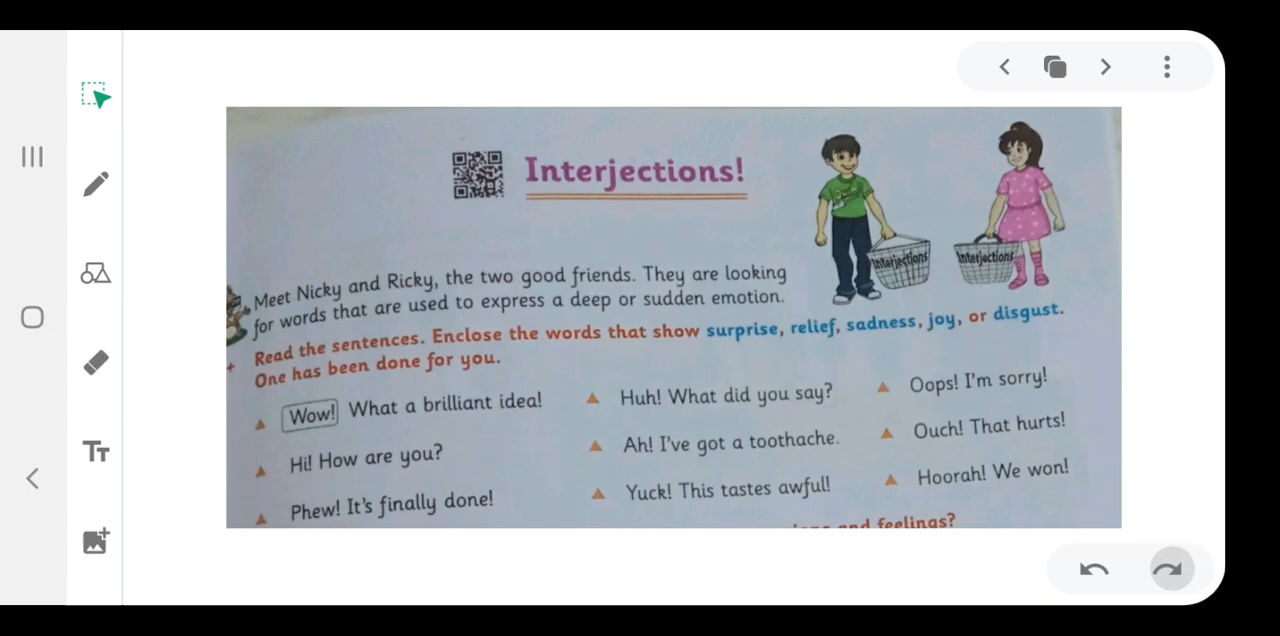 Interjections!
Interjections
Interjections
Meet Nicky and Ricky, the two good friends. They are looking
for words that are used to express a deep or sudden emotion.
Read the sentences. Enclose the words that show surprise, relief, sadness, joy, or disgust.
One has been done for you.
Wow! What a brilliant idea!
Huh! What did you say?
Oops! I'm sorry!
Hi! How are you?
Ah! I've got a toothache.
Ouch! That hurts!
Phew! It's finally done!
Yuck! This tastes awful!
Hoorah! We won!
and feelings?
Tт